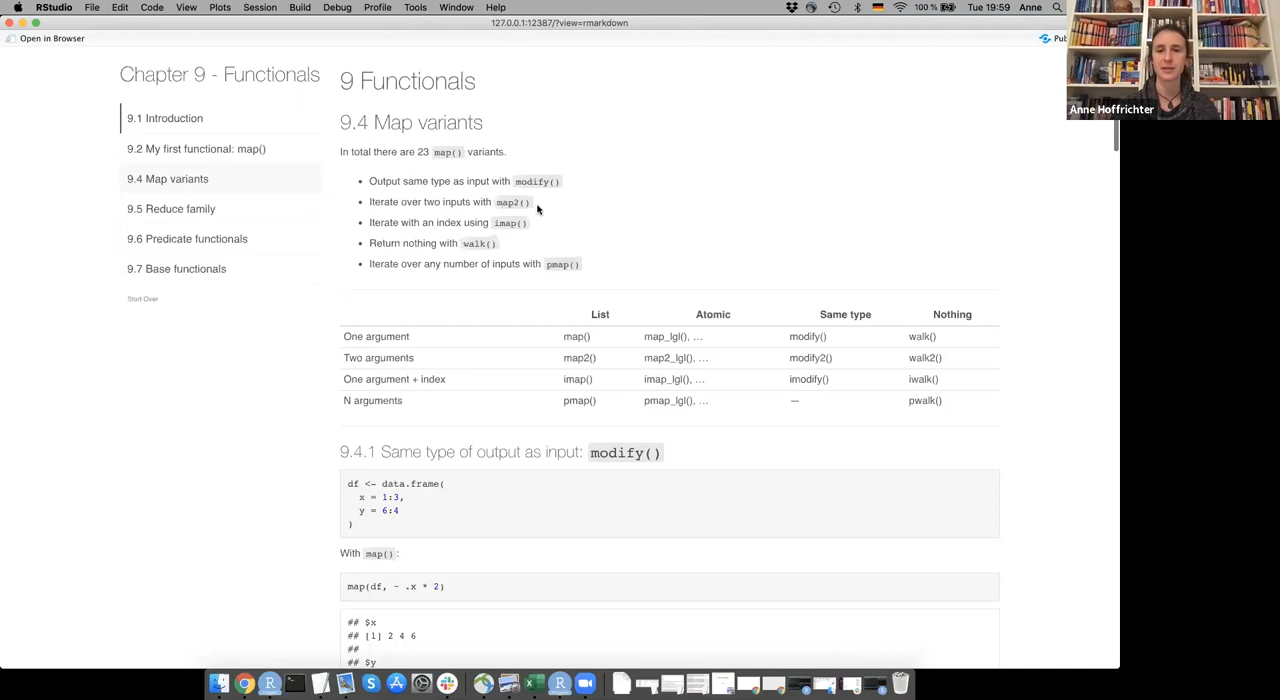 RStudio File Edit Code View Plots Session Build Debug Profile Tools Window Help 100 % Tue 19:59 Anne
127.0.0.1:12387/?view=rmarkdown
Open in Browser
Anne Hoffrichter
Chapter 9 - Functionals
9.1 Introduction
9.2 My first functional: map()
9.4 Map variants
9.5 Reduce family
9.6 Predicate functionals
9.7 Base functionals
Start Over
9 Functionals
9.4 Map variants
In total there are 23 map() variants.
• Output same type as input with modify()
• Iterate over two inputs with map2()
• Iterate with an index using imap()
• Return nothing with walk()
• Iterate over any number of inputs with pmap()
List Atomic Same type Nothing
One argument map() map_lgl(), … modify() walk()
Two arguments map2() map2_lgl(), … modify2() walk2()
One argument + index imap() imap_lgl(), … imodify() iwalk()
N arguments pmap() pmap_lgl(), … — pwalk()
9.4.1 Same type of output as input: modify()
df <- data.frame(
x = 1:3,
y = 6:4
)
With map():
map(df, ~ .x * 2)
## $x
## [1] 2 4 6
##
## $y